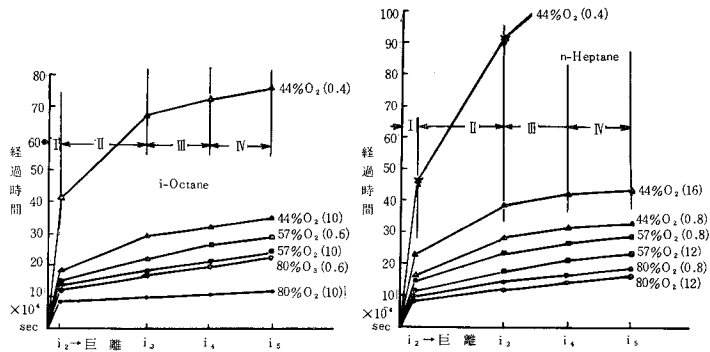 80
70
60
50
40
30
20
10
×10⁴
sec
経過時間
I
II
III
IV
i-Octane
44%O₂(0.4)
44%O₂(10)
57%O₂(0.6)
57%O₂(10)
80%O₃(0.6)
80%O₂(10)
i₂→巨離
i₃
i₄
i₅
100
90
80
70
60
50
40
30
20
10
×10⁴
sec
経過時間
I
II
III
IV
n-Heptane
44%O₂(0.4)
44%O₂(16)
44%O₂(0.8)
57%O₂(0.8)
57%O₂(12)
80%O₂(0.8)
80%O₂(12)
i₂→巨離
i₃
i₄
i₅